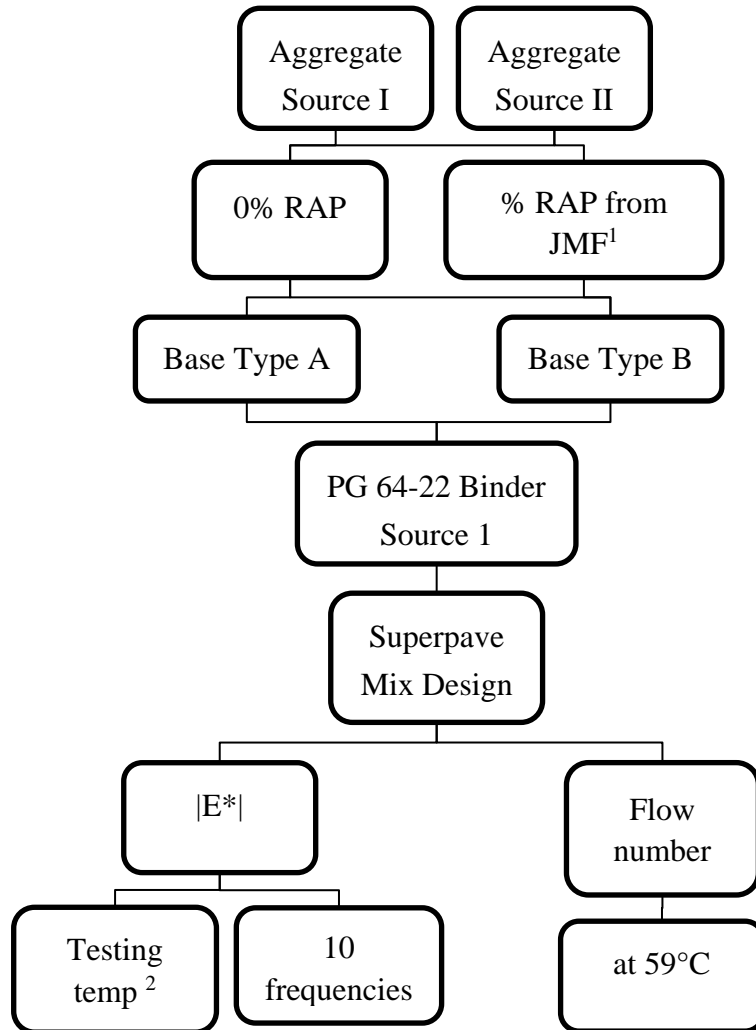 Aggregate
Source I
Aggregate
Source II
0% RAP
% RAP from
JMF¹
Base Type A
Base Type B
PG 64-22 Binder
Source 1
Superpave
Mix Design
|E*|
Flow
number
Testing
temp ²
10
frequencies
at 59°C